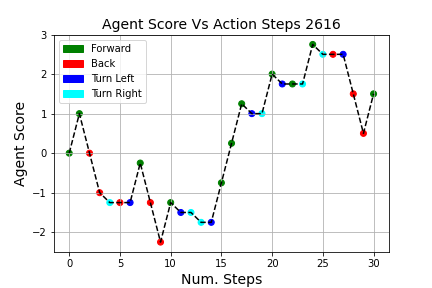 Agent Score Vs Action Steps 2616
Forward
Back
Turn Left
Turn Right
Agent Score
3
2
1
0
−1
−2
0 5 10 15 20 25 30
Num. Steps